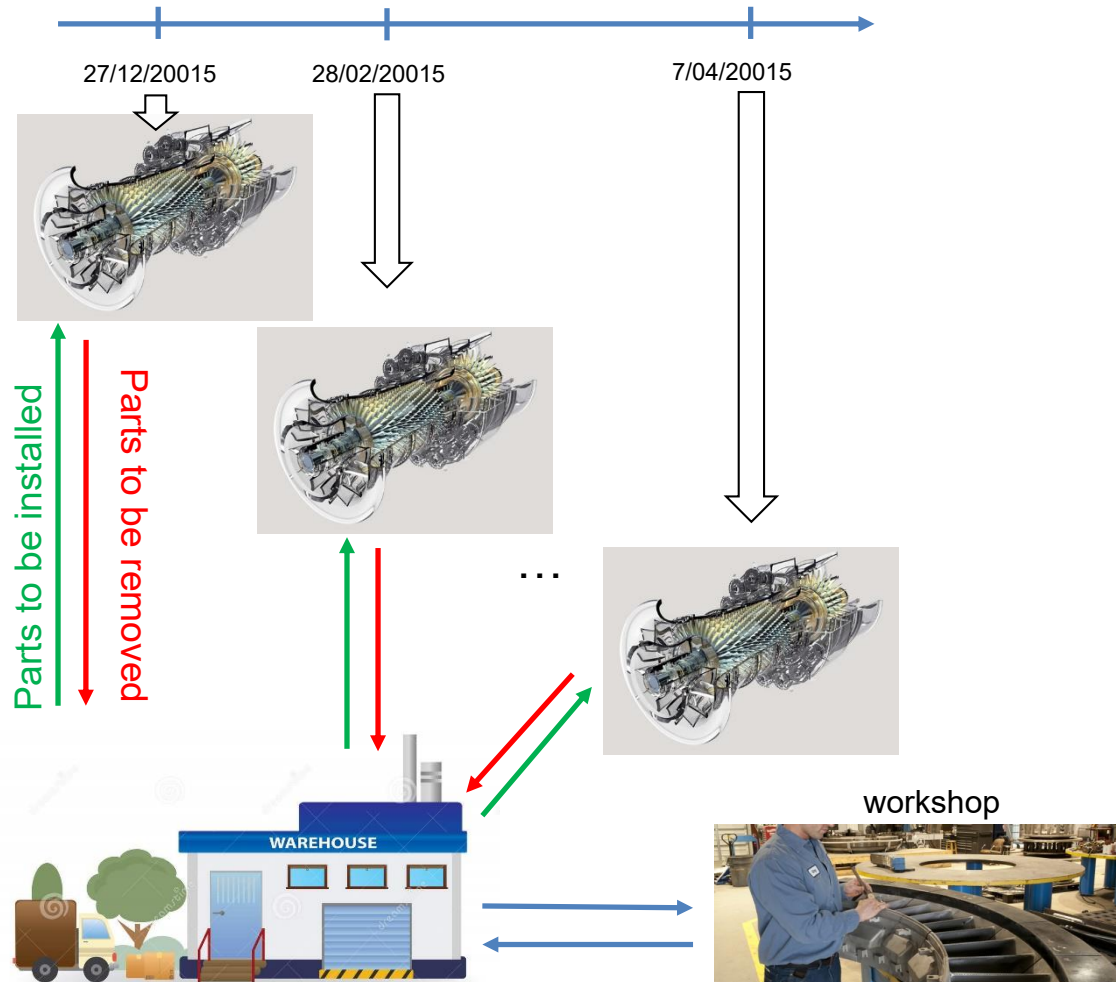 27/12/20015
28/02/20015
7/04/20015
Parts to be installed
Parts to be removed
...
workshop
WAREHOUSE